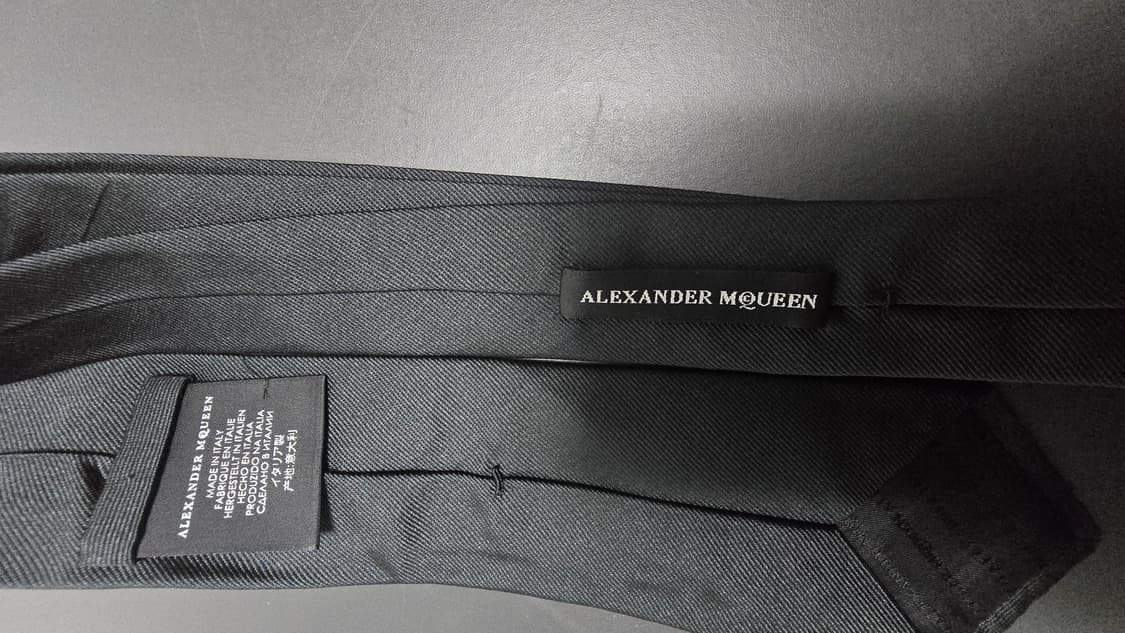 ALEXANDER MCQUEEN
ALEXANDER MCQUEEN
MADE IN ITALY
FABRIQUE EN ITALIE
HERGESTELLT IN ITALIEN
HECHO EN ITALIA
PRODUZIDO NA ITALIA
СДЕЛАНО В ИТАЛИИ
イタリア製
产地:意大利